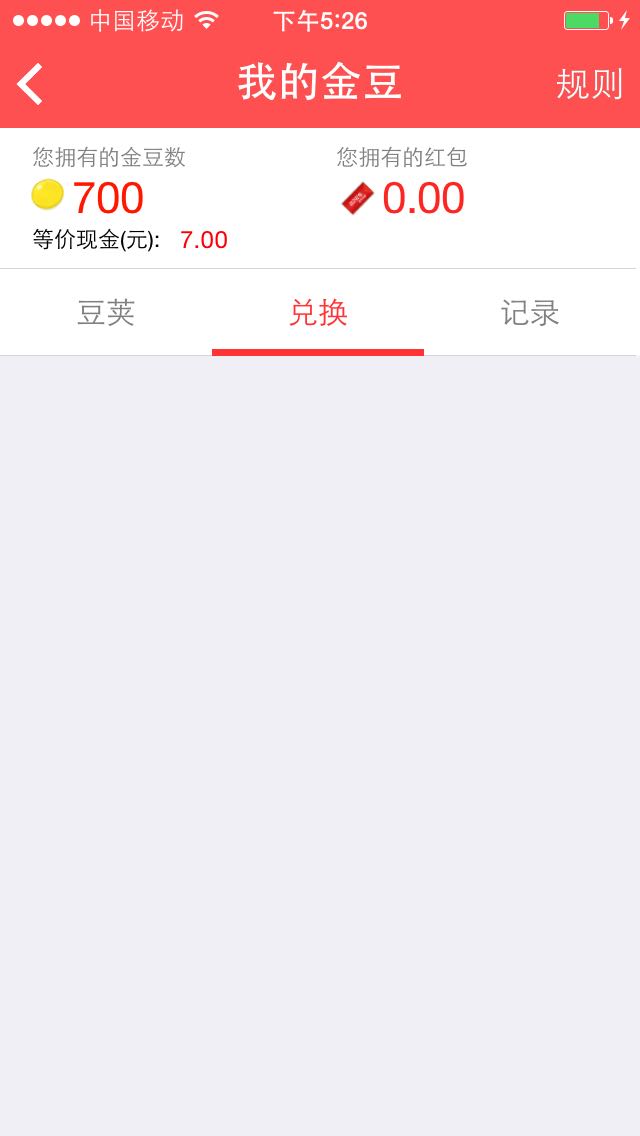 中国移动 下午5:26
我的金豆 规则
您拥有的金豆数 您拥有的红包
700 0.00
等价现金(元): 7.00
豆荚 兑换 记录